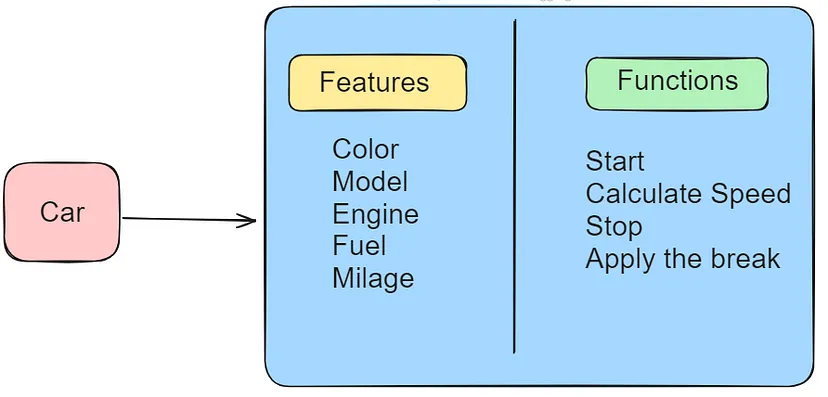 Car
Features
Color
Model
Engine
Fuel
Milage
Functions
Start
Calculate Speed
Stop
Apply the break